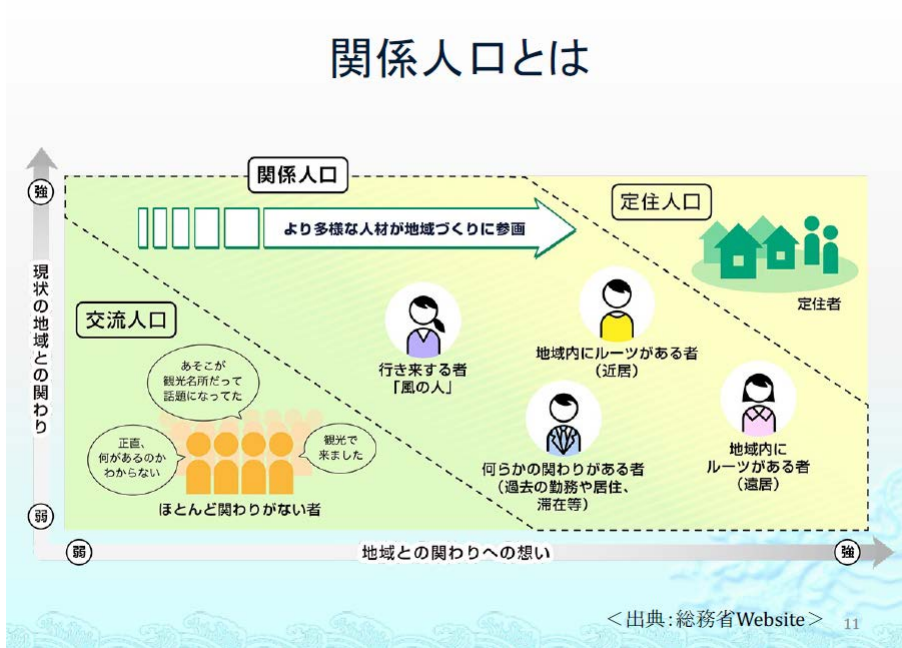 関係人口とは
強
関係人口
定住人口
より多様な人材が地域づくりに参画
定住者
現状の地域との関わり
交流人口
あそこが
観光名所だって
話題になってた
正直、
何があるのか
わからない
観光で
来ました
ほとんど関わりがない者
行き来する者
「風の人」
地域内にルーツがある者
(近居)
何らかの関わりがある者
(過去の勤務や居住、
滞在等)
地域内に
ルーツがある者
(遠居)
弱
弱
地域との関わりへの想い
強
<出典:総務省Website>
11